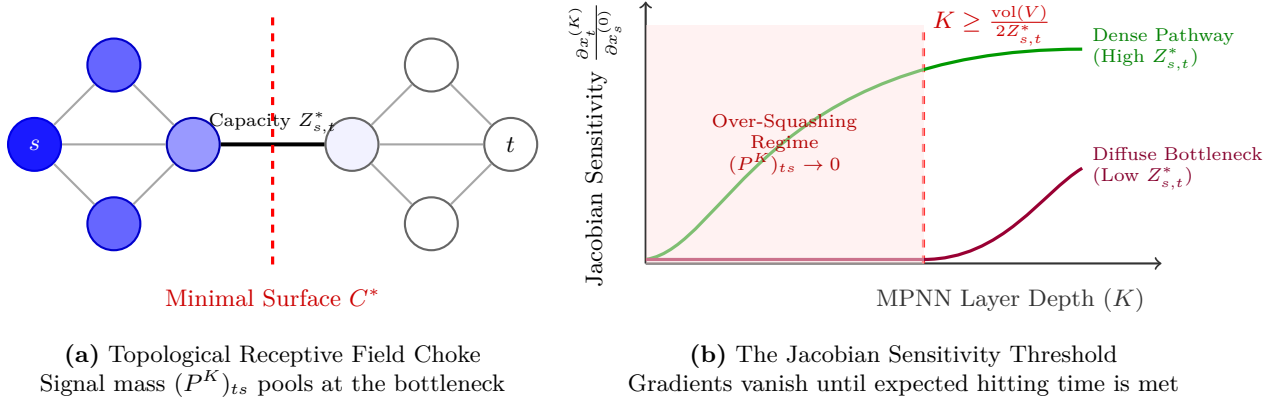 s
Capacity Z*_{s,t}
t
Minimal Surface C*
(a) Topological Receptive Field Choke
Signal mass (P^K)_{ts} pools at the bottleneck
Jacobian Sensitivity ∂x_t^{(K)} / ∂x_s^{(0)}
K ≥ vol(V) / 2Z*_{s,t}
Dense Pathway
(High Z*_{s,t})
Over-Squashing
Regime
(P^K)_{ts} → 0
Diffuse Bottleneck
(Low Z*_{s,t})
MPNN Layer Depth (K)
(b) The Jacobian Sensitivity Threshold
Gradients vanish until expected hitting time is met